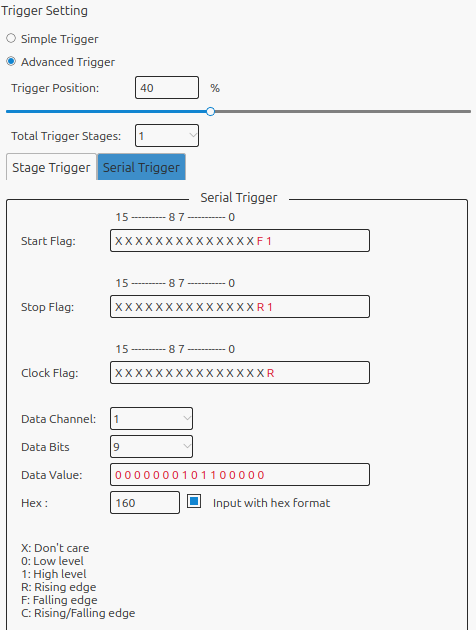 Trigger Setting
Simple Trigger
Advanced Trigger
Trigger Position: 40 %
Total Trigger Stages: 1
Stage Trigger Serial Trigger
Serial Trigger
15 ---------- 8 7 ----------- 0
Start Flag: X X X X X X X X X X X X X X F 1
15 ---------- 8 7 ----------- 0
Stop Flag: X X X X X X X X X X X X X X R 1
15 ---------- 8 7 ----------- 0
Clock Flag: X X X X X X X X X X X X X X X R
Data Channel: 1
Data Bits 9
Data Value: 0 0 0 0 0 0 0 1 0 1 1 0 0 0 0 0
Hex : 160 Input with hex format
X: Don't care
0: Low level
1: High level
R: Rising edge
F: Falling edge
C: Rising/Falling edge